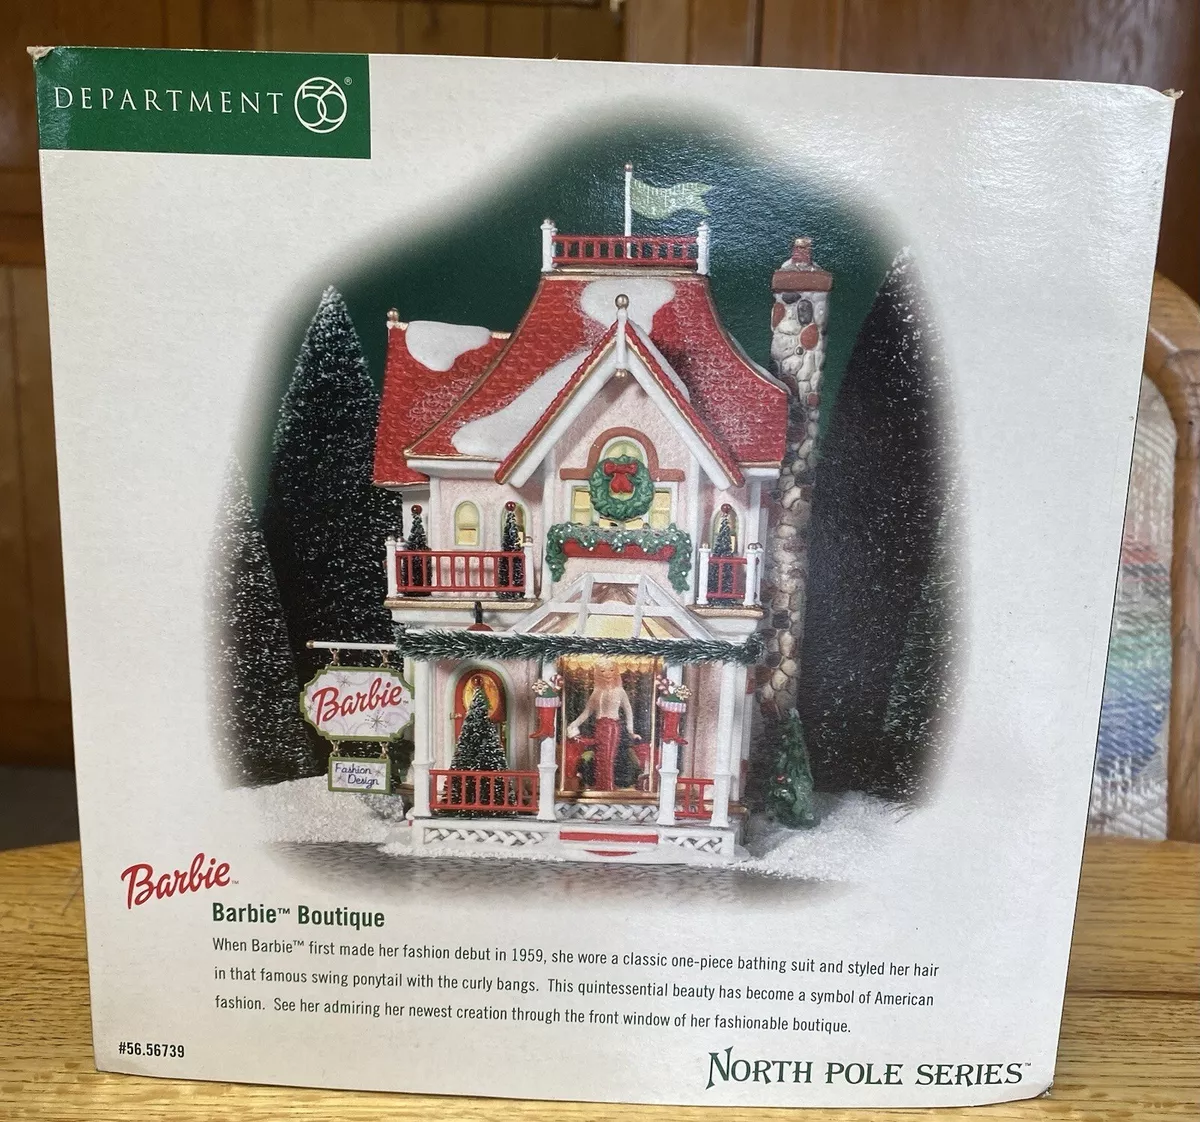 DEPARTMENT 56®
Barbie™
Fashion
Design
Barbie™
Barbie™ Boutique
When Barbie™ first made her fashion debut in 1959, she wore a classic one-piece bathing suit and styled her hair
in that famous swing ponytail with the curly bangs. This quintessential beauty has become a symbol of American
fashion. See her admiring her newest creation through the front window of her fashionable boutique.
#56.56739
NORTH POLE SERIES™